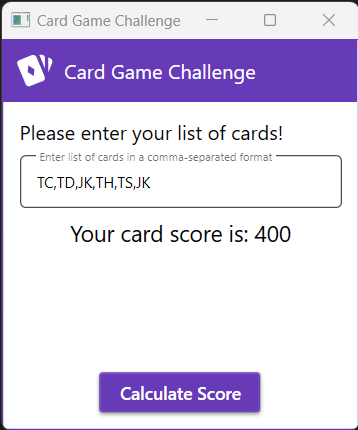 Card Game Challenge
Card Game Challenge
Please enter your list of cards!
Enter list of cards in a comma-separated format
TC,TD,JK,TH,TS,JK
Your card score is: 400
Calculate Score